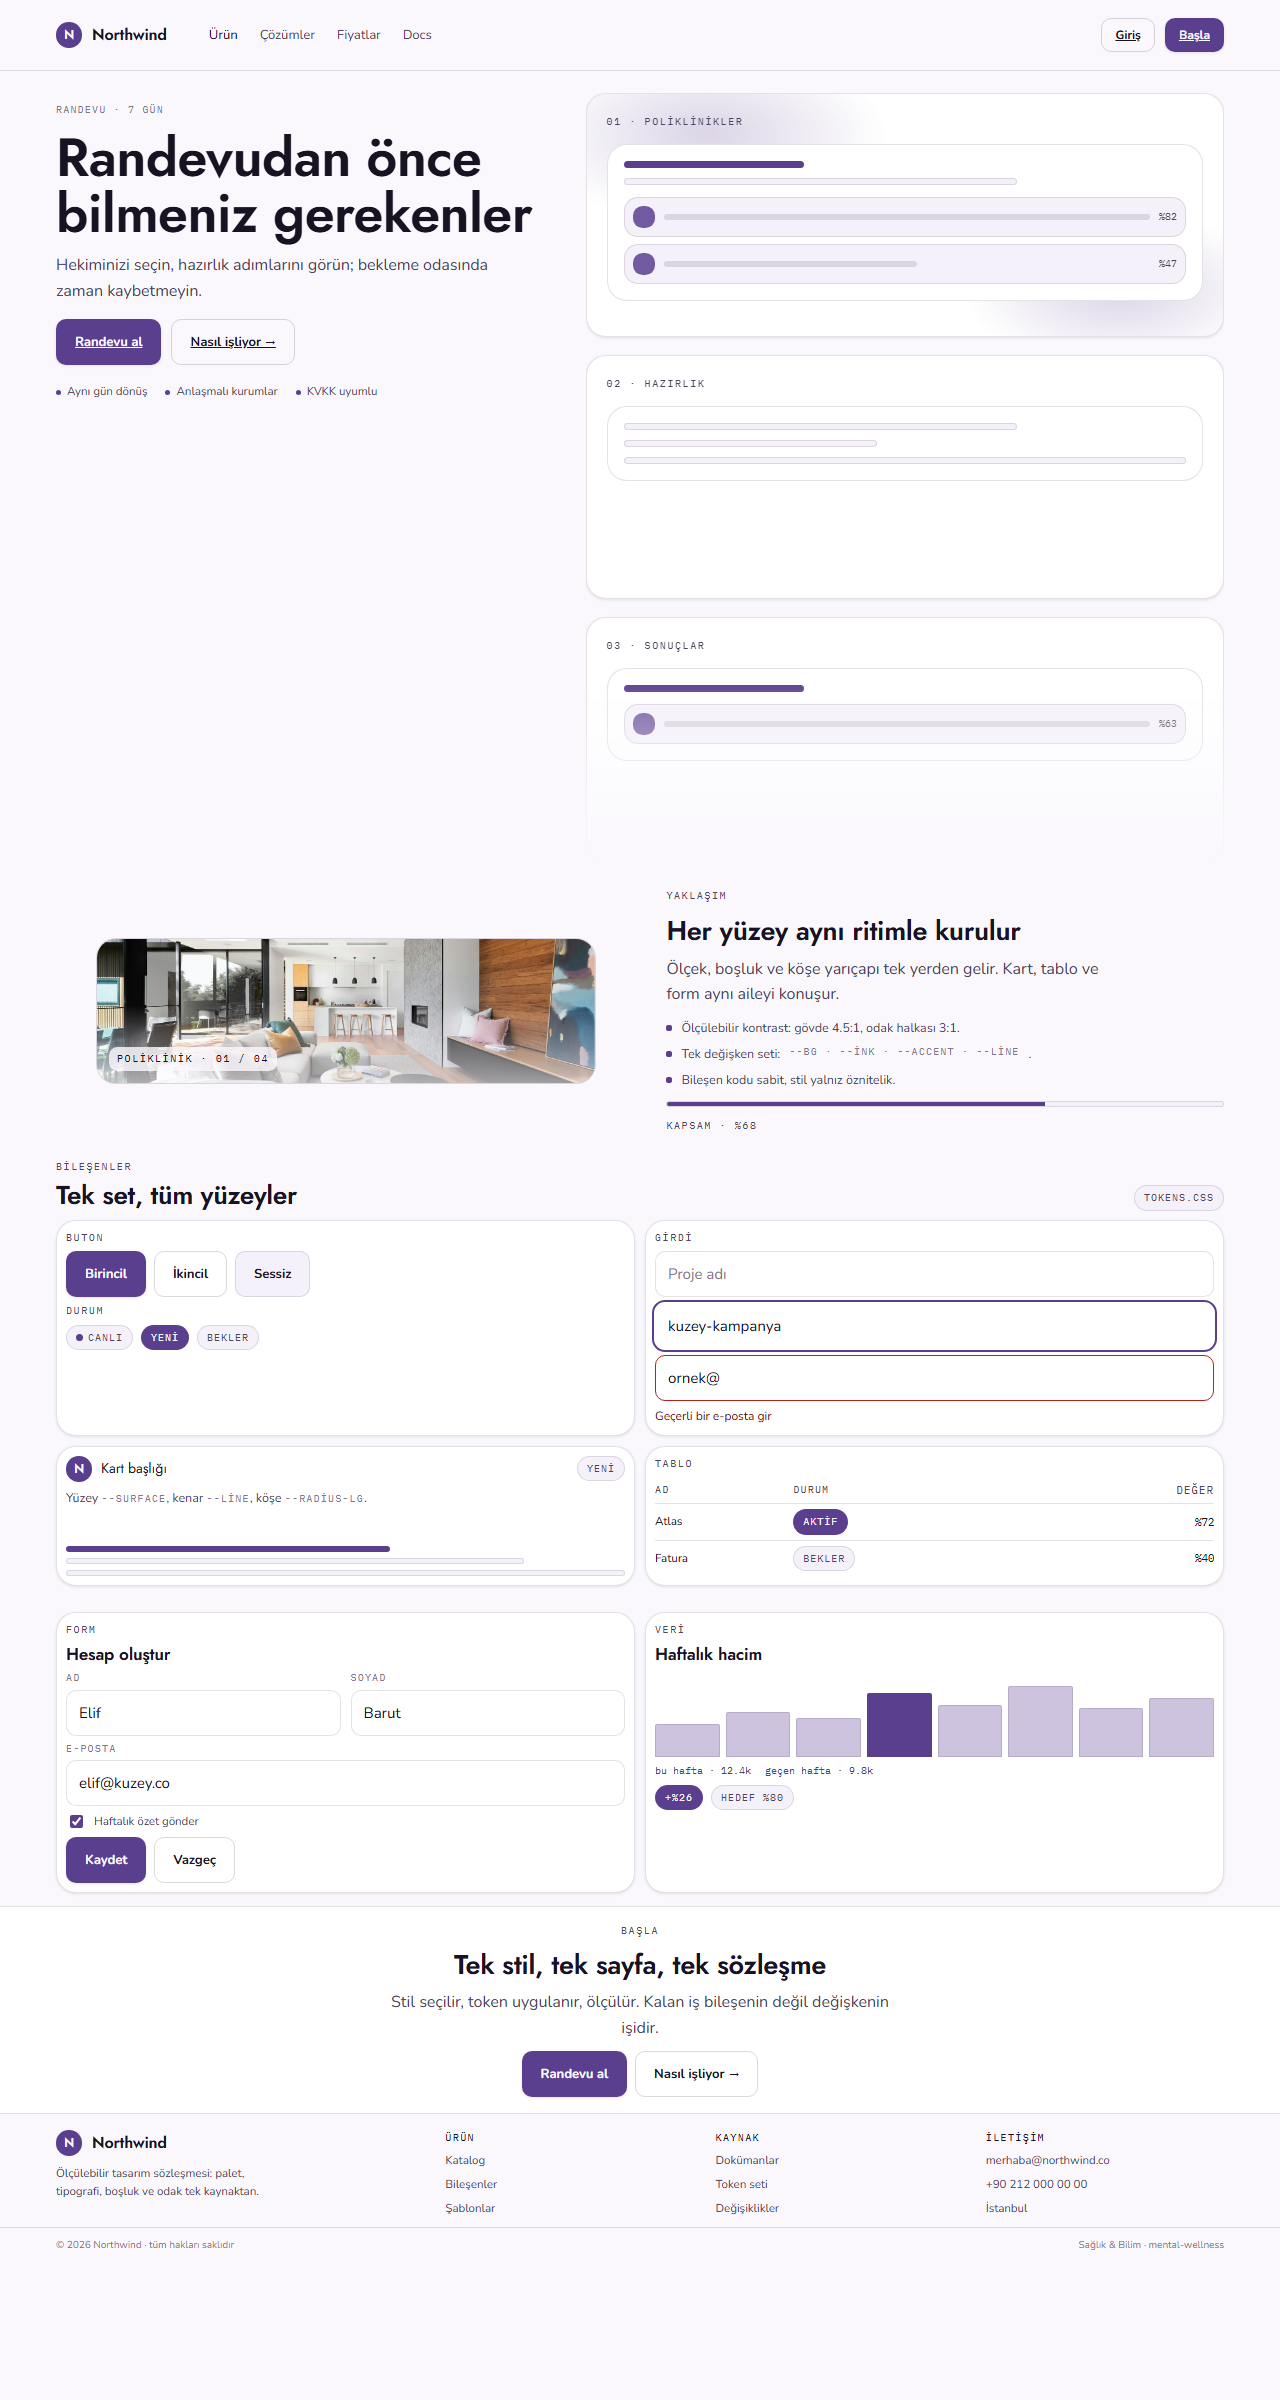 N Northwind Ürün Çözümler Fiyatlar Docs Giriş Başla
RANDEVU · 7 GÜN
Randevudan önce
bilmeniz gerekenler
Hekiminizi seçin, hazırlık adımlarını görün; bekleme odasında
zaman kaybetmeyin.
Randevu al Nasıl işliyor →
Aynı gün dönüş Anlaşmalı kurumlar KVKK uyumlu
01 · POLİKLİNİKLER
%82
%47
02 · HAZIRLIK
03 · SONUÇLAR
%63
POLİKLİNİK · 01 / 04
YAKLAŞIM
Her yüzey aynı ritimle kurulur
Ölçek, boşluk ve köşe yarıçapı tek yerden gelir. Kart, tablo ve
form aynı aileyi konuşur.
Ölçülebilir kontrast: gövde 4.5:1, odak halkası 3:1.
Tek değişken seti: --BG · --İNK · --ACCENT · --LİNE .
Bileşen kodu sabit, stil yalnız öznitelik.
KAPSAM · %68
BİLEŞENLER
Tek set, tüm yüzeyler
TOKENS.CSS
BUTON
Birincil İkincil Sessiz
DURUM
CANLI YENİ BEKLER
GİRDİ
Proje adı
kuzey-kampanya
ornek@
Geçerli bir e-posta gir
N Kart başlığı YENİ
Yüzey --SURFACE, kenar --LİNE, köşe --RADİUS-LG.
TABLO
AD DURUM DEĞER
Atlas AKTİF %72
Fatura BEKLER %40
FORM
Hesap oluştur
AD SOYAD
Elif Barut
E-POSTA
elif@kuzey.co
Haftalık özet gönder
Kaydet Vazgeç
VERİ
Haftalık hacim
bu hafta · 12.4k geçen hafta · 9.8k
+%26 HEDEF %80
BAŞLA
Tek stil, tek sayfa, tek sözleşme
Stil seçilir, token uygulanır, ölçülür. Kalan iş bileşenin değil değişkenin
işidir.
Randevu al Nasıl işliyor →
N Northwind
Ölçülebilir tasarım sözleşmesi: palet,
tipografi, boşluk ve odak tek kaynaktan.
ÜRÜN
Katalog
Bileşenler
Şablonlar
KAYNAK
Dokümanlar
Token seti
Değişiklikler
İLETİŞİM
merhaba@northwind.co
+90 212 000 00 00
İstanbul
© 2026 Northwind · tüm hakları saklıdır
Sağlık & Bilim · mental-wellness